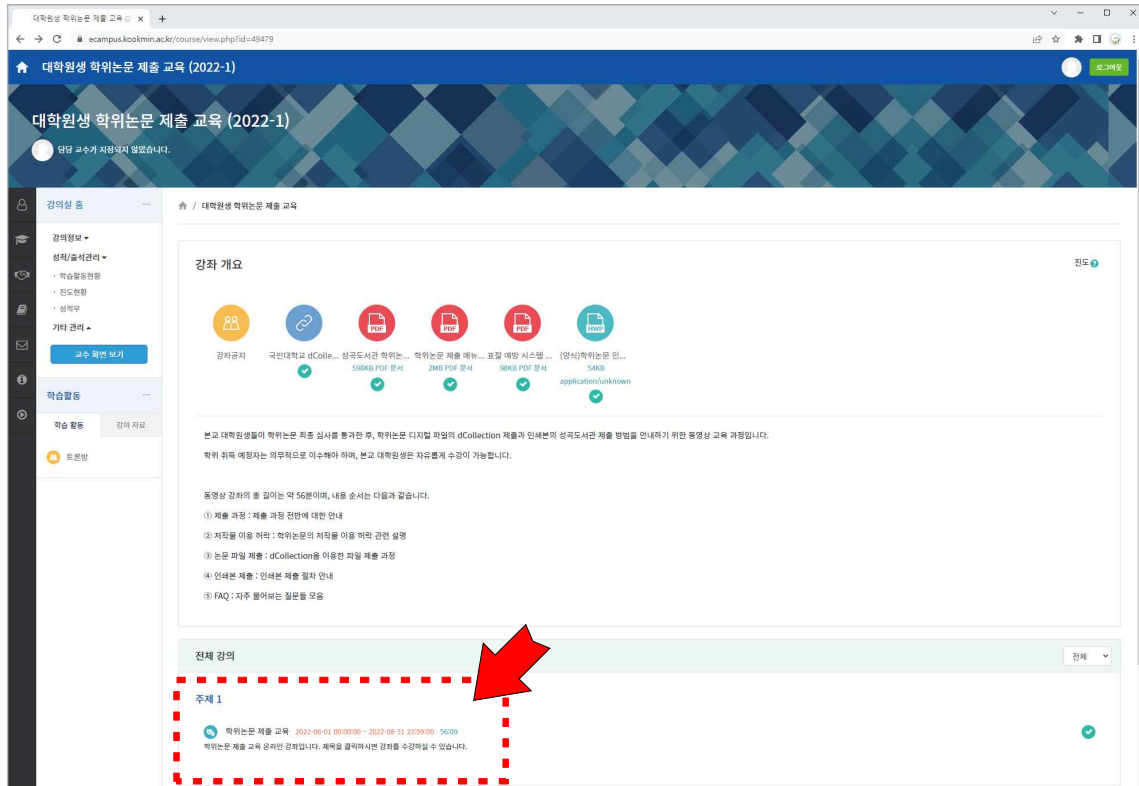 대학원생 학위논문 제출 교육 (
ecampus.kookmin.ac.kr/course/view.php?id=49479
대학원생 학위논문 제출 교육 (2022-1)
로그아웃
대학원생 학위논문 제출 교육 (2022-1)
담당 교수가 지정되지 않았습니다.
강의실 홈
/ 대학원생 학위논문 제출 교육
강의정보
성적/출석관리
· 학습활동현황
· 진도현황
· 성적부
기타 관리
교수 화면 보기
학습활동
학습 활동 강의 자료
토론방
강좌 개요
진도
PDF PDF PDF HWP
강좌공지 국민대학교 dColle... 성곡도서관 학위논... 학위논문 제출 매뉴... 표절 예방 시스템 ... (양식)학위논문 인...
598KB PDF 문서 2MB PDF 문서 98KB PDF 문서 54KB
application/unknown
본교 대학원생들이 학위논문 최종 심사를 통과한 후, 학위논문 디지털 파일의 dCollection 제출과 인쇄본의 성곡도서관 제출 방법을 안내하기 위한 동영상 교육 과정입니다.
학위 취득 예정자는 의무적으로 이수해야 하며, 본교 대학원생은 자유롭게 수강이 가능합니다.
동영상 강좌의 총 길이는 약 56분이며, 내용 순서는 다음과 같습니다.
① 제출 과정 : 제출 과정 전반에 대한 안내
② 저작물 이용 허락 : 학위논문의 저작물 이용 허락 관련 설명
③ 논문 파일 제출 : dCollection을 이용한 파일 제출 과정
④ 인쇄본 제출 : 인쇄본 제출 절차 안내
⑤ FAQ : 자주 물어보는 질문들 모음
전체 강의
전체
주제 1
학위논문 제출 교육 2022-06-01 00:00:00 ~ 2022-08-31 23:59:00 56:09
학위논문 제출 교육 온라인 강좌입니다. 제목을 클릭하시면 강좌를 수강하실 수 있습니다.